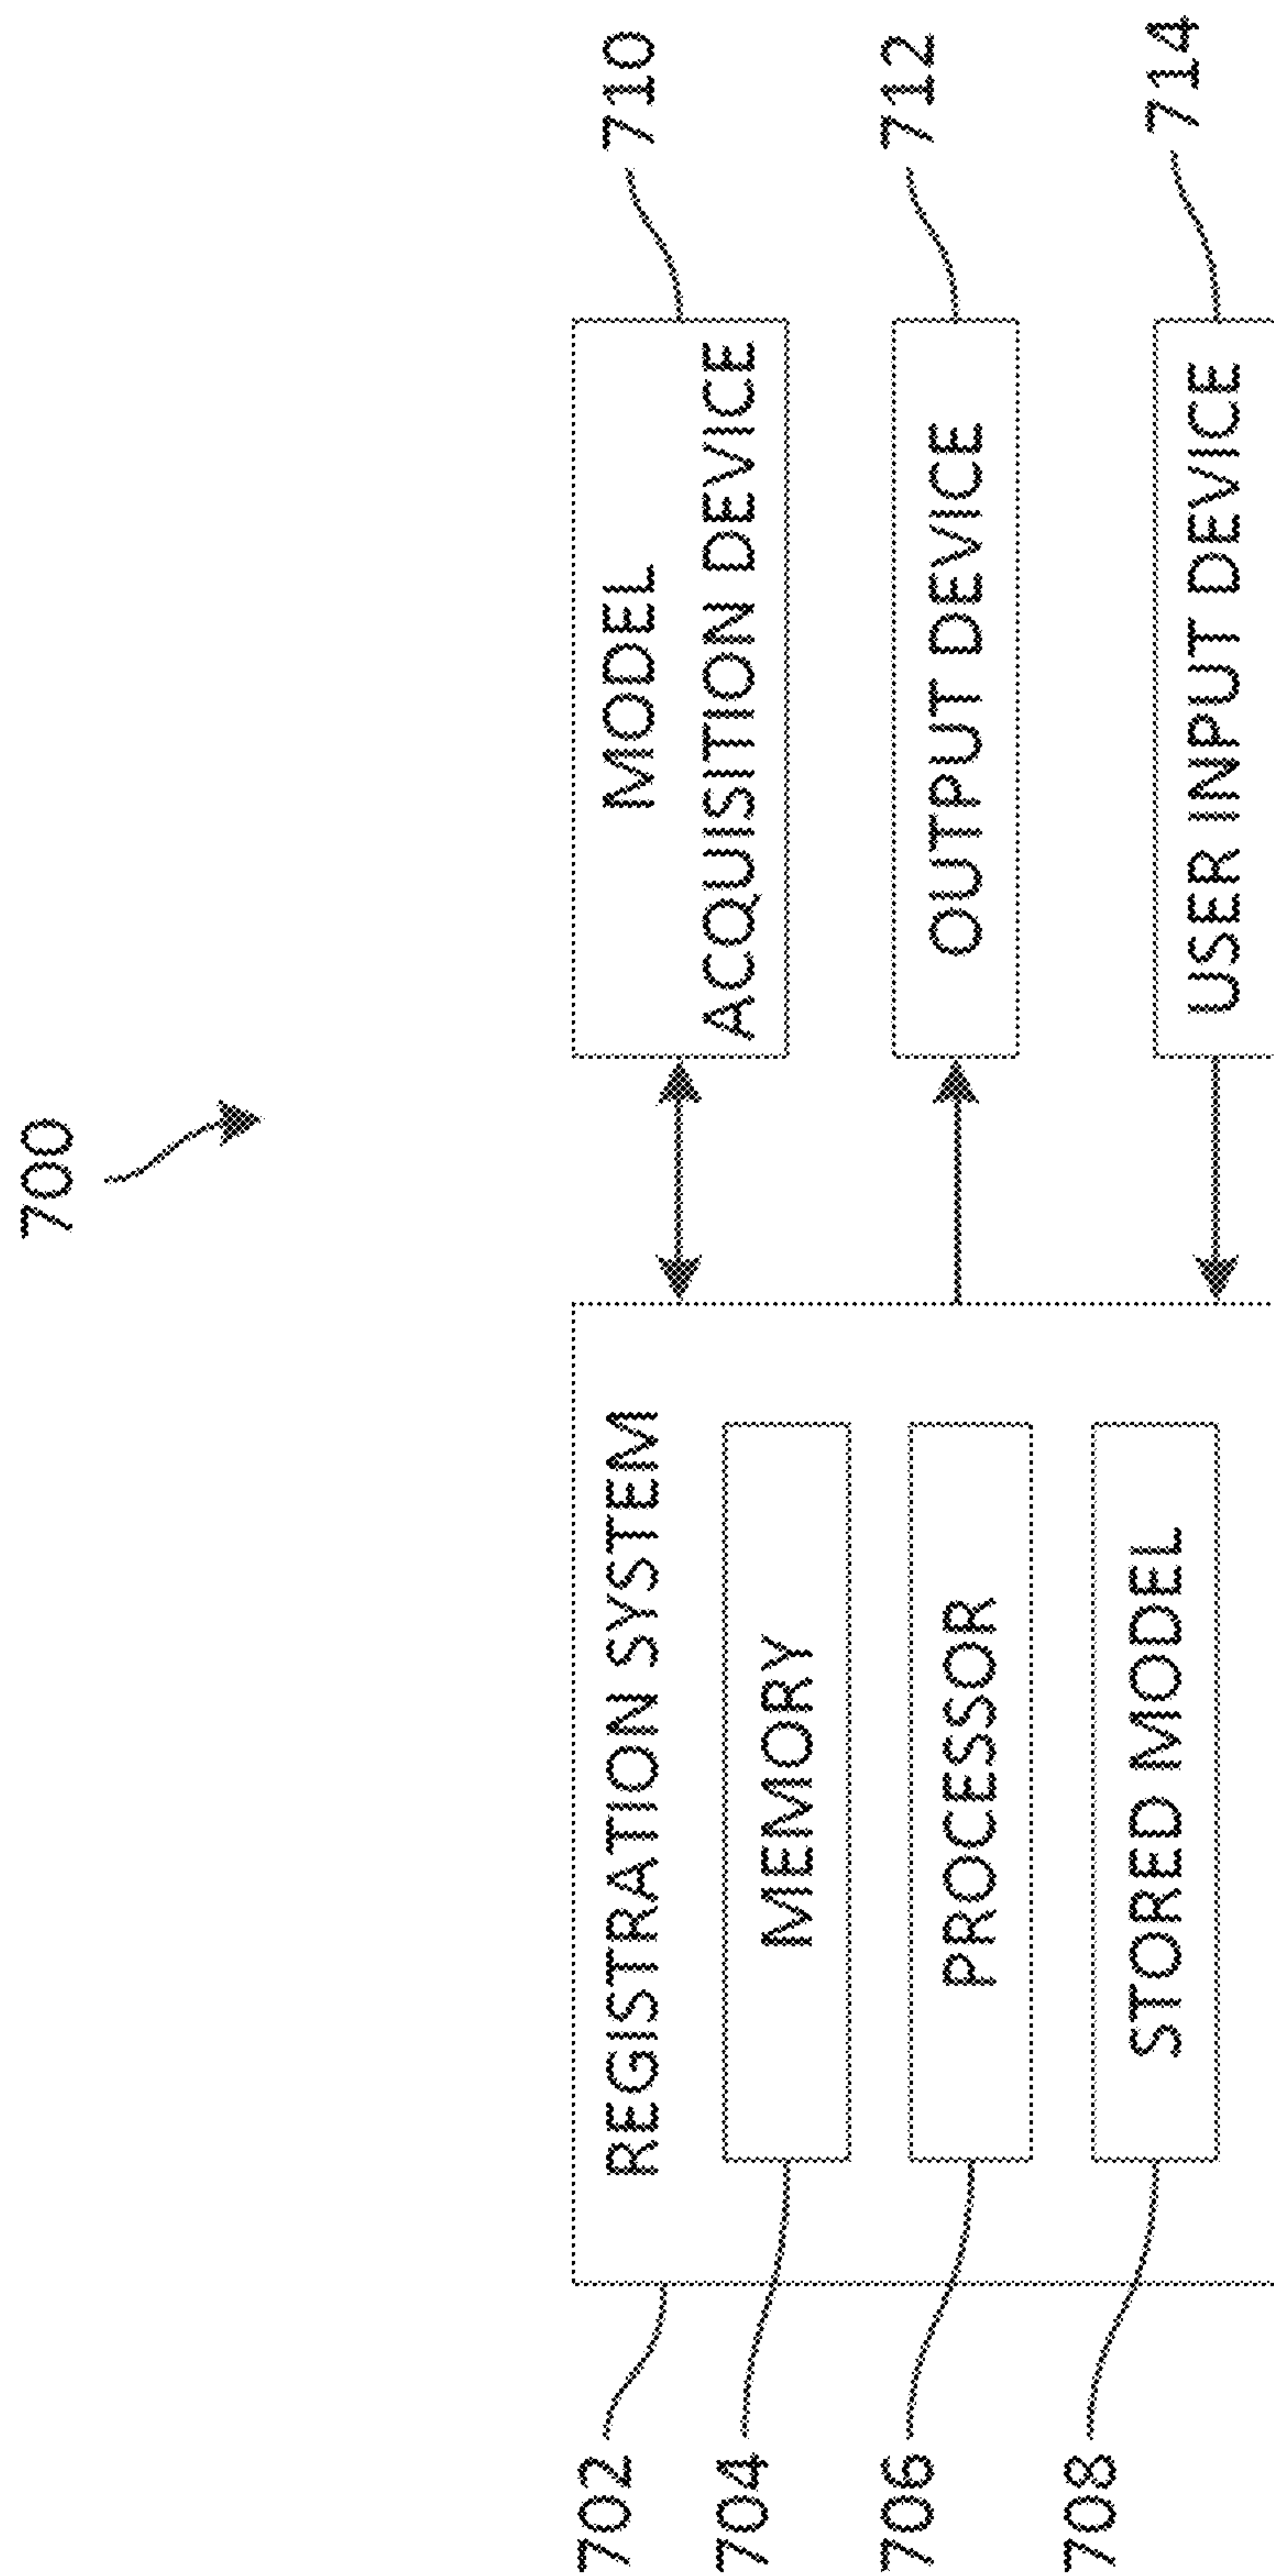 700
REGISTRATION SYSTEM
702
MEMORY
704
PROCESSOR
706
STORED MODEL
708
MODEL
ACQUISITION DEVICE
710
OUTPUT DEVICE
712
USER INPUT DEVICE
714